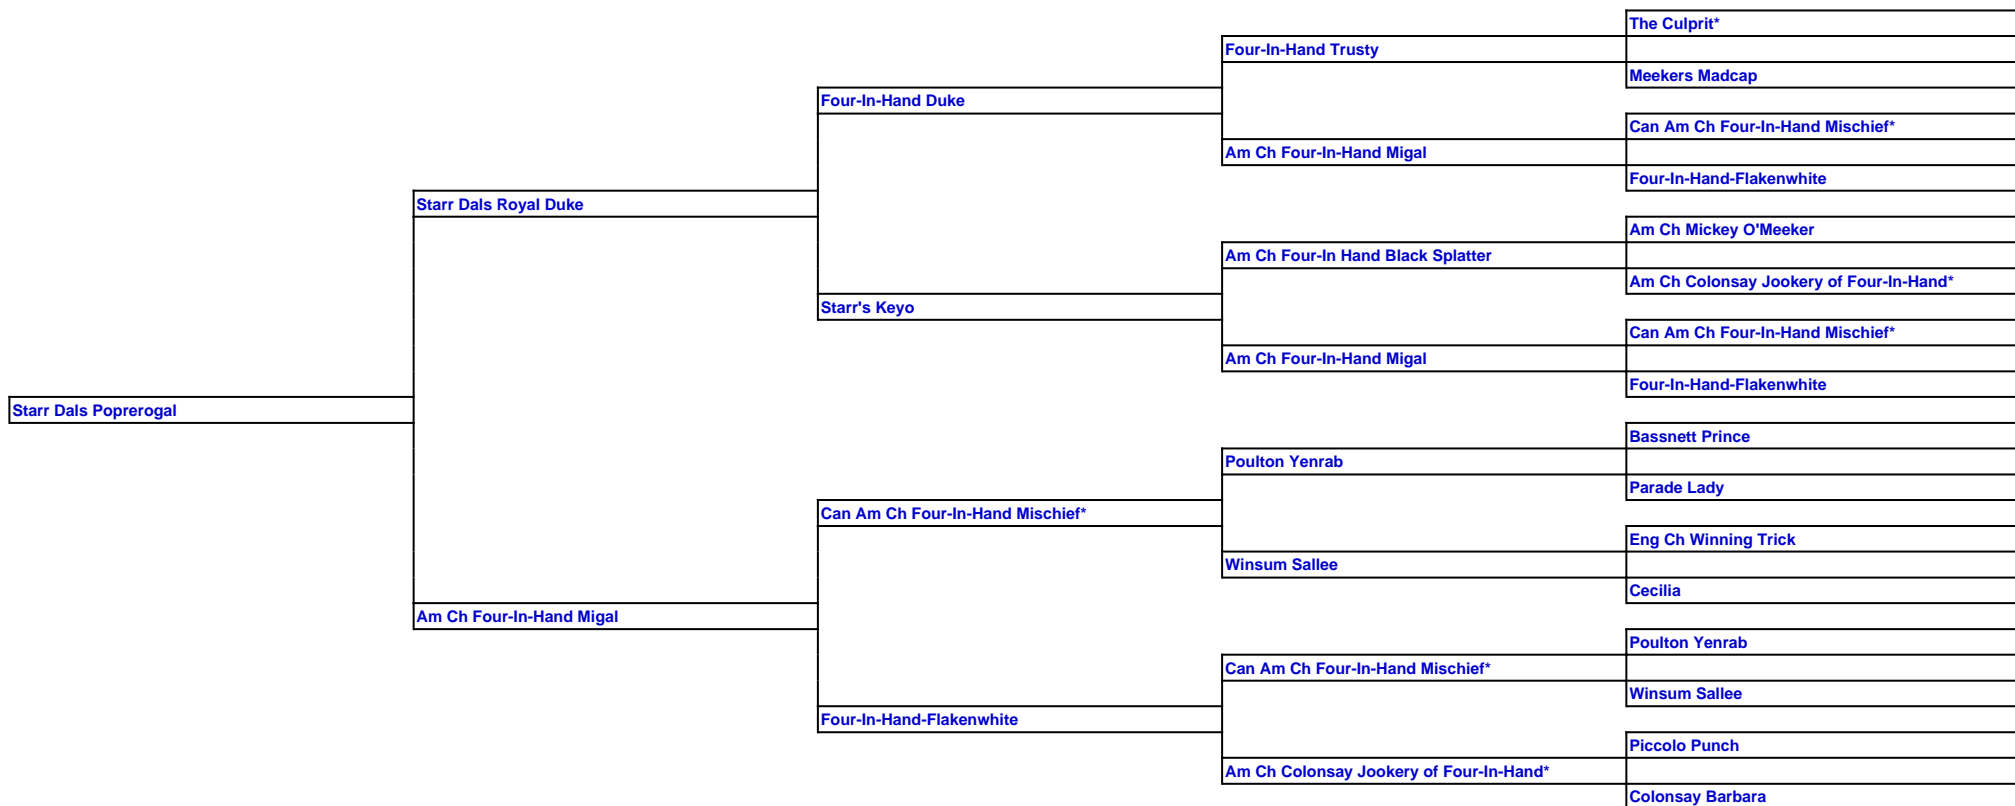 The Culprit*
Four-In-Hand Trusty
Meekers Madcap
Four-In-Hand Duke
Can Am Ch Four-In-Hand Mischief*
Am Ch Four-In-Hand Migal
Four-In-Hand-Flakenwhite
Starr Dals Royal Duke
Am Ch Mickey O'Meeker
Am Ch Four-In Hand Black Splatter
Am Ch Colonsay Jookery of Four-In-Hand*
Starr's Keyo
Can Am Ch Four-In-Hand Mischief*
Am Ch Four-In-Hand Migal
Four-In-Hand-Flakenwhite
Starr Dals Poprerogal
Bassnett Prince
Poulton Yenrab
Parade Lady
Can Am Ch Four-In-Hand Mischief*
Eng Ch Winning Trick
Winsum Sallee
Cecilia
Am Ch Four-In-Hand Migal
Poulton Yenrab
Can Am Ch Four-In-Hand Mischief*
Winsum Sallee
Four-In-Hand-Flakenwhite
Piccolo Punch
Am Ch Colonsay Jookery of Four-In-Hand*
Colonsay Barbara